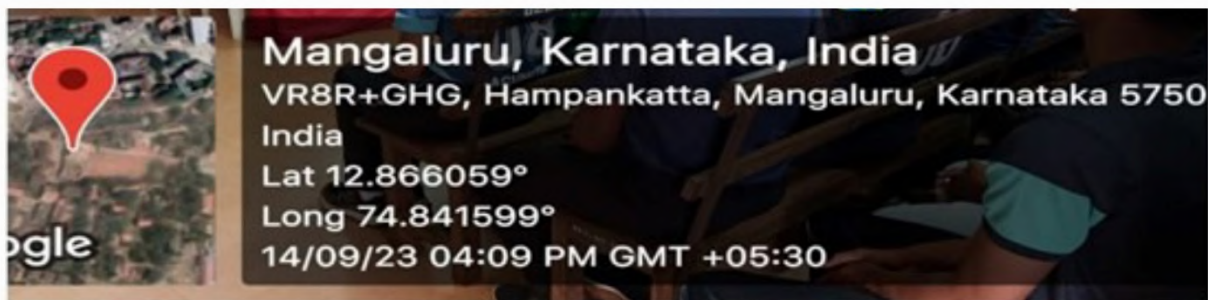 Mangaluru, Karnataka, India
VR8R+GHG, Hampankatta, Mangaluru, Karnataka 5750
India
Lat 12.866059°
Long 74.841599°
ogle
14/09/23 04:09 PM GMT +05:30